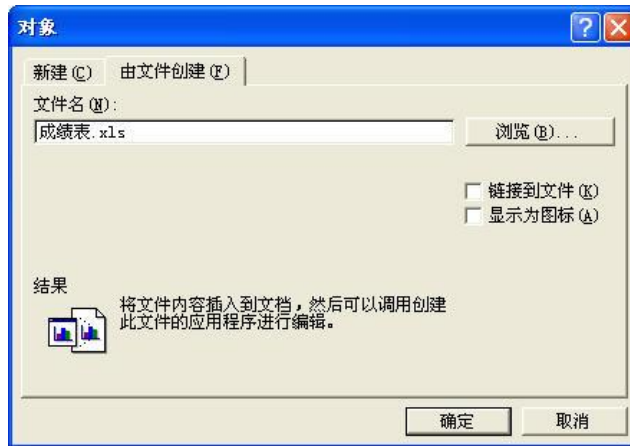 对象
新建(C)
由文件创建(F)
文件名(N):
成绩表.xls
浏览(B)...
链接到文件(K)
显示为图标(A)
结果
将文件内容插入到文档，然后可以调用创建
此文件的应用程序进行编辑。
确定
取消